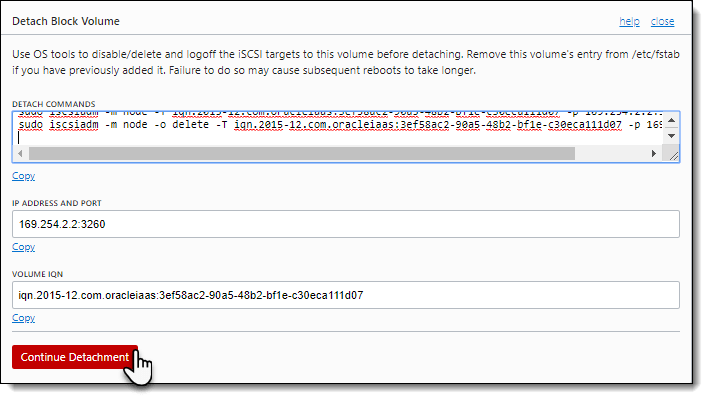 Detach Block Volume
help close
Use OS tools to disable/delete and logoff the iSCSI targets to this volume before detaching. Remove this volume's entry from /etc/fstab
if you have previously added it. Failure to do so may cause subsequent reboots to take longer.
DETACH COMMANDS
sudo iscsiadm -m node -T iqn.2015-12.com.oracleiaas:3ef58ac2-90a5-48b2-bf1e-c30eca111d07 -p 169.254.2.2:
sudo iscsiadm -m node -o delete -T iqn.2015-12.com.oracleiaas:3ef58ac2-90a5-48b2-bf1e-c30eca111d07 -p 169
Copy
IP ADDRESS AND PORT
169.254.2.2:3260
Copy
VOLUME IQN
iqn.2015-12.com.oracleiaas:3ef58ac2-90a5-48b2-bf1e-c30eca111d07
Copy
Continue Detachment